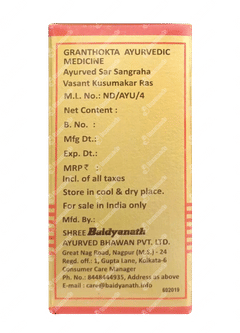 GRANTHOKTA AYURVEDIC
MEDICINE
Ayurved Sar Sangraha
Vasant Kusumakar Ras
M.L. No.: ND/AYU/4
Net Content :
B. No. :
Mfg Dt.:
Exp. Dt.:
MRP₹ :
Incl. of all taxes
Store in cool & dry place.
For sale in India only
Mfd. By.:
SHREE Baidyanath
AYURVED BHAWAN PVT. LTD.
Great Nag Road, Nagpur (M.S.) - 24
Regd. off.: 1, Gupta Lane, Kolkata-6
Consumer Care Manager
Ph. No.: 8448444935, Address as above
E-mail : care@baidyanath.info